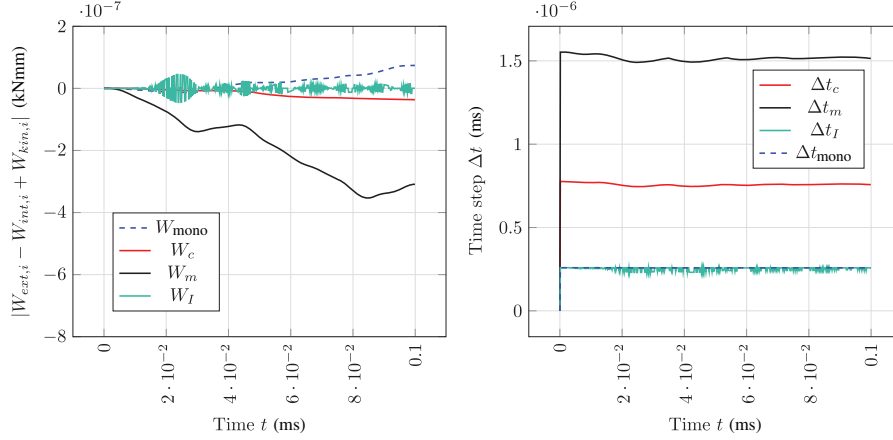 ·10⁻⁷
2
0
−2
−4
−6
−8
|W_{ext,i} − W_{int,i} + W_{kin,i}| (kNmm)
W_mono
W_c
W_m
W_I
0
2 · 10⁻²
4 · 10⁻²
6 · 10⁻²
8 · 10⁻²
0.1
Time t (ms)
·10⁻⁶
1.5
1
0.5
0
Time step Δt (ms)
Δt_c
Δt_m
Δt_I
Δt_mono
0
2 · 10⁻²
4 · 10⁻²
6 · 10⁻²
8 · 10⁻²
0.1
Time t (ms)